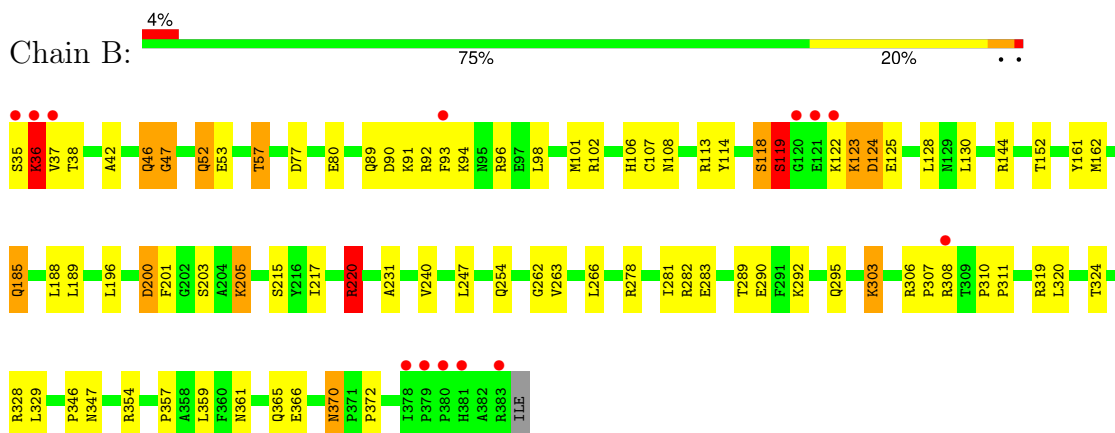 4%
Chain B:
75% 20% • •
S35 K36 V37 T38 A42 Q46 G47 Q52 E53 T57 D77 E80 Q89 D90 K91 R92 F93 K94 N95 R96 E97 L98 M101 R102 H106 C107 N108 R113 Y114 S118 S119 G120 E121 K122 K123 D124 E125 L128 N129 L130 R144 T152 Y161 M162
Q185 L188 L189 L196 D200 F201 G202 S203 A204 K205 S215 Y216 I217 R220 A231 V240 L247 Q254 G262 V263 L266 R278 I281 R282 E283 T289 E290 F291 K292 Q295 K303 R306 P307 R308 T309 P310 P311 R319 L320 T324
R328 L329 P346 N347 R354 P357 A358 L359 F360 N361 Q365 E366 N370 P371 P372 I378 P379 P380 H381 A382 R383 ILE